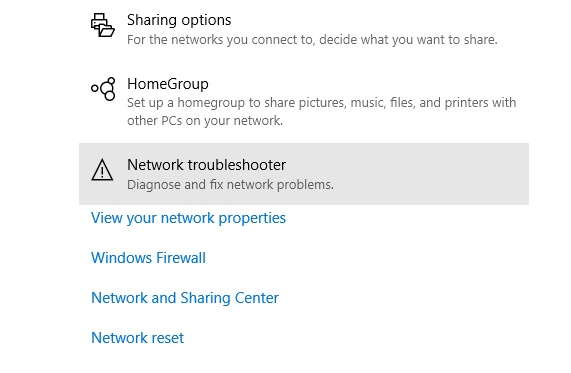 Sharing options
For the networks you connect to, decide what you want to share.
HomeGroup
Set up a homegroup to share pictures, music, files, and printers with
other PCs on your network.
Network troubleshooter
Diagnose and fix network problems.
View your network properties
Windows Firewall
Network and Sharing Center
Network reset